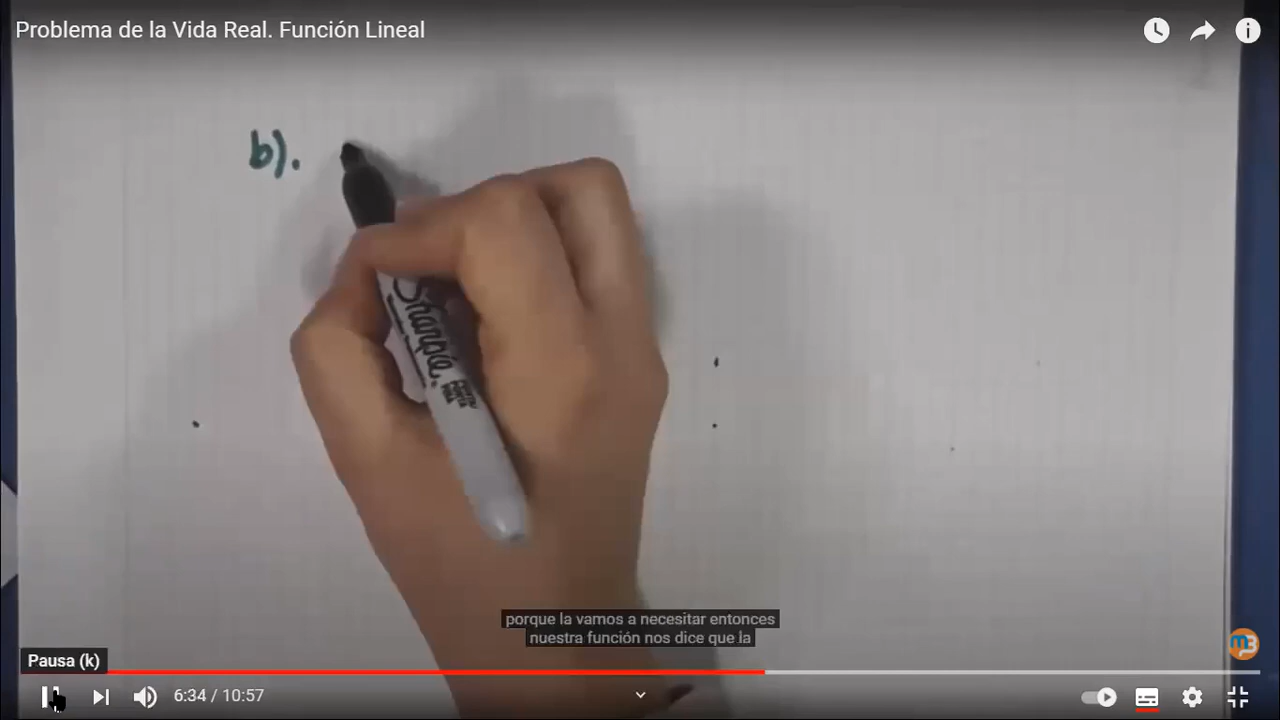 Problema de la Vida Real. Función Lineal
b).
Sharpie
porque la vamos a necesitar entonces
nuestra función nos dice que la
Pausa (k)
6:34 / 10:57